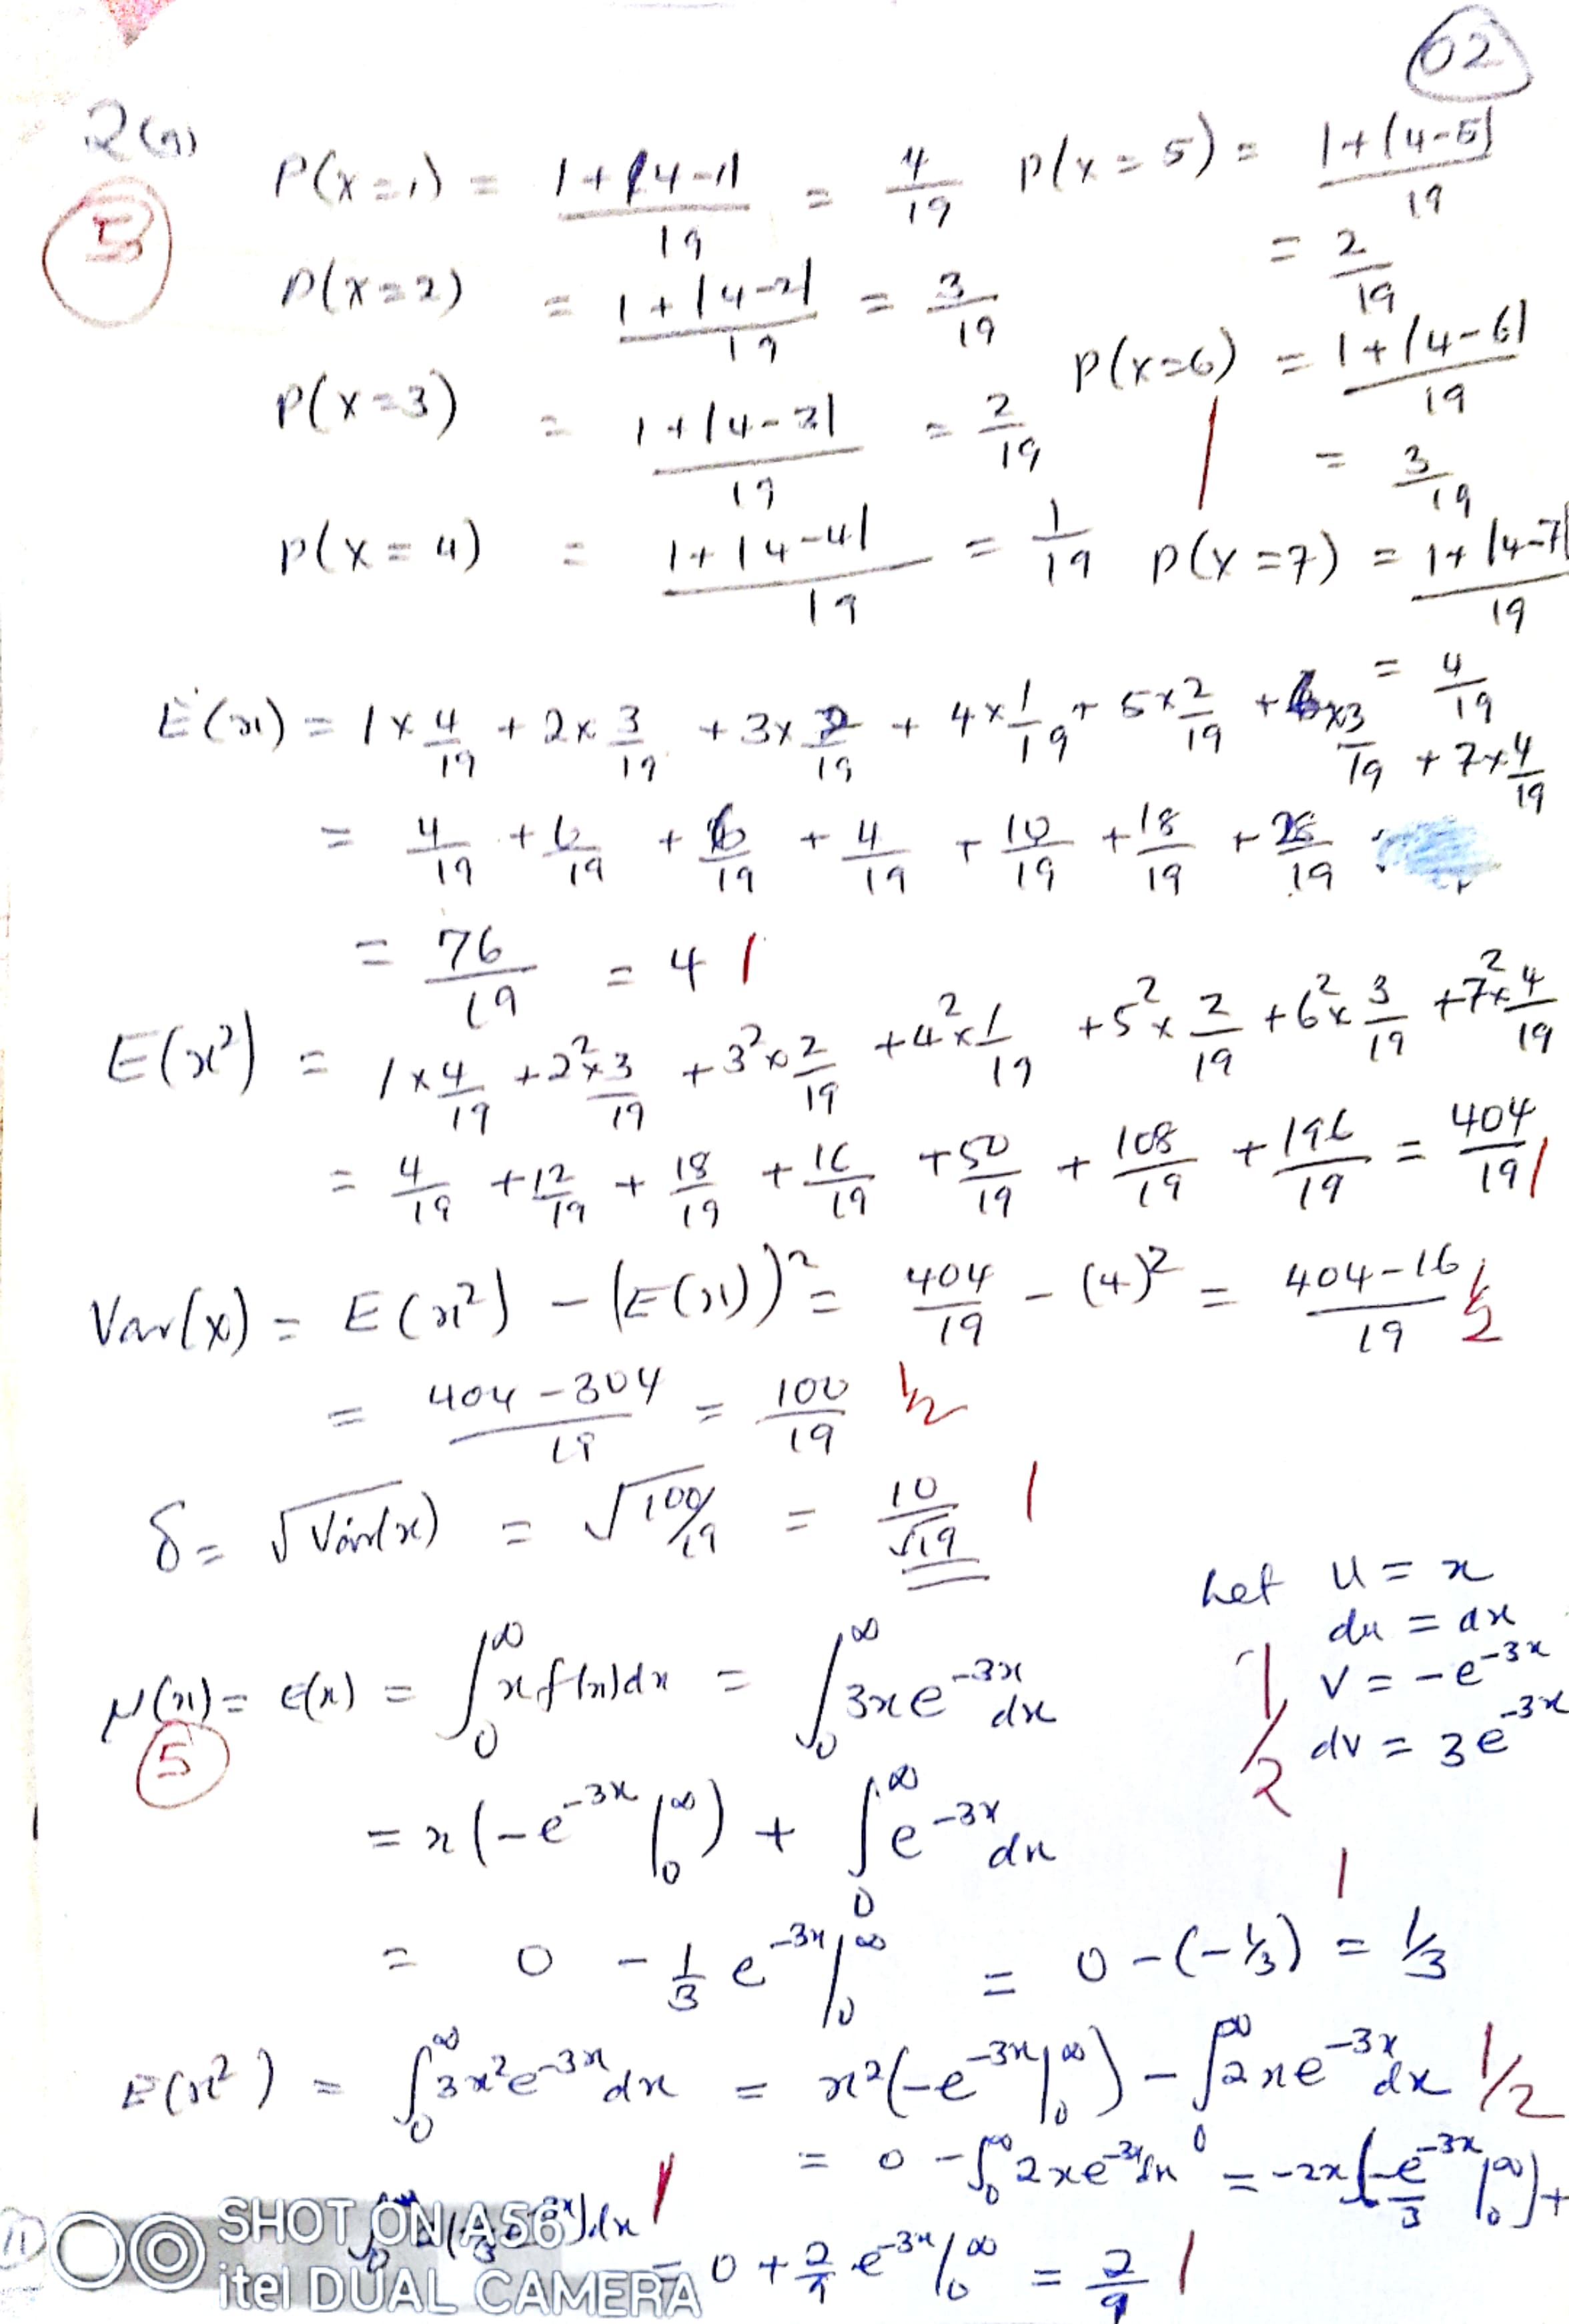 02
2(a)
P(x=1) = (1+|4-1|)/19 = 4/19    P(x=5) = (1+|4-5|)/19
= 2/19
3
P(x=2) = (1+|4-2|)/19 = 3/19
P(x=6) = (1+|4-6|)/19
P(x=3) = (1+|4-3|)/19 = 2/19
1
= 3/19
P(x=4) = (1+|4-4|)/19 = 1/19    P(x=7) = (1+|4-7|)/19
= 4/19
E(x) = 1×4/19 + 2×3/19 + 3×2/19 + 4×1/19 + 5×2/19 + 6×3/19 + 7×4/19
= 4/19 + 6/19 + 6/19 + 4/19 + 10/19 + 18/19 + 28/19
= 76/19 = 4 1
E(x²) = 1×4/19 + 2²×3/19 + 3²×2/19 + 4²×1/19 + 5²×2/19 + 6²×3/19 + 7²×4/19
= 4/19 + 12/19 + 18/19 + 16/19 + 50/19 + 108/19 + 196/19 = 404/19 1
Var(x) = E(x²) - (E(x))² = 404/19 - (4)² = (404-16)/19 1/2
= (404-304)/19 = 100/19 1/2
δ = √Var(x) = √100/19 = 10/√19 1
Let u = x
du = dx
μ(x) = E(x) = ∫₀^∞ x f(x)dx = ∫₀^∞ 3xe^-3x dx    1/2    v = -e^-3x
dv = 3e^-3x
5
= x(-e^-3x |₀^∞) + ∫₀^∞ e^-3x dx
1
= 0 - 1/3 e^-3x |₀^∞ = 0-(-1/3) = 1/3
E(x²) = ∫₀^∞ 3x²e^-3x dx = x²(-e^-3x |₀^∞) - ∫₀^∞ 2xe^-3x dx 1/2
= 0 - ∫₀^∞ 2xe^-3x dx = -2x(-e^-3x/3 |₀^∞) +
1
= 0 + 2/9 e^-3x |₀^∞ = 2/9 1
SHOT ON A56
itel DUAL CAMERA